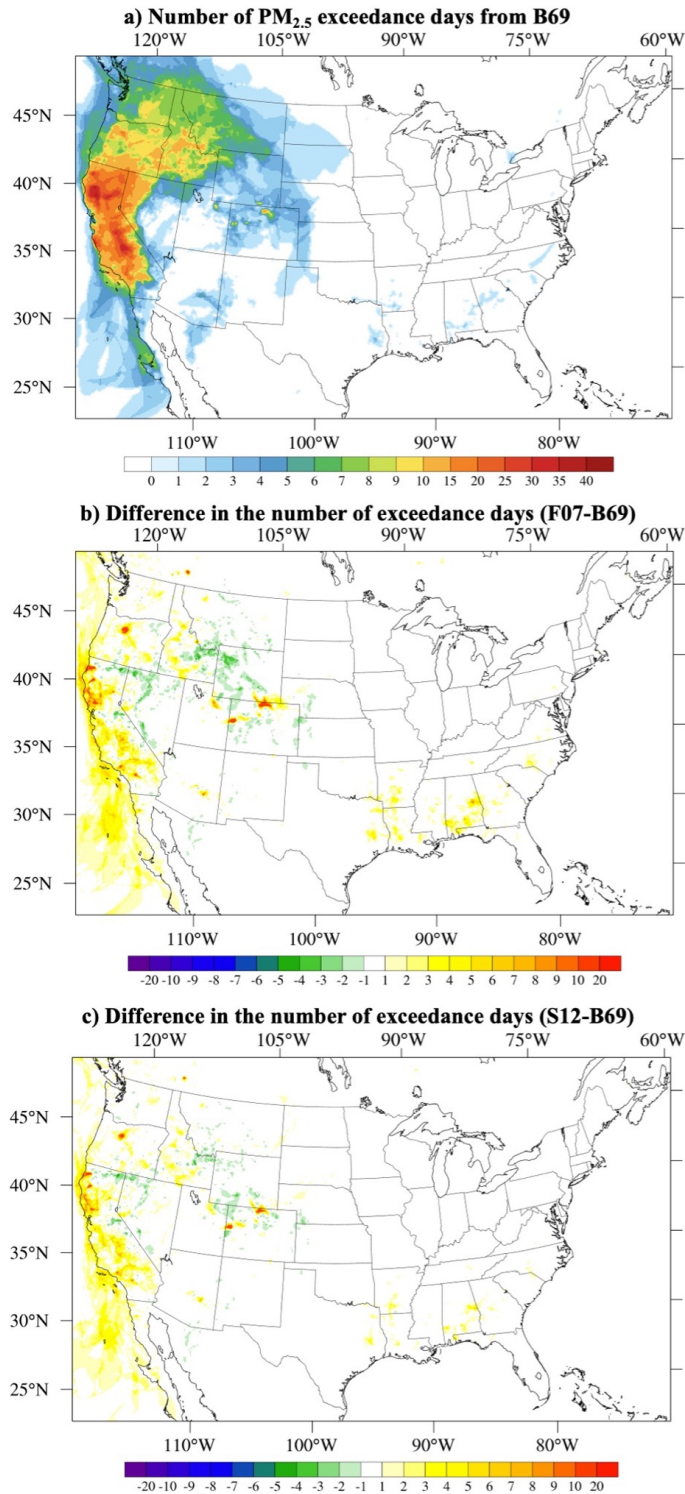 a) Number of PM2.5 exceedance days from B69
120°W 105°W 90°W 75°W 60°W
45°N
40°N
35°N
30°N
25°N
110°W 100°W 90°W 80°W
0 1 2 3 4 5 6 7 8 9 10 15 20 25 30 35 40
b) Difference in the number of exceedance days (F07-B69)
120°W 105°W 90°W 75°W 60°W
45°N
40°N
35°N
30°N
25°N
110°W 100°W 90°W 80°W
-20 -10 -9 -8 -7 -6 -5 -4 -3 -2 -1 1 2 3 4 5 6 7 8 9 10 20
c) Difference in the number of exceedance days (S12-B69)
120°W 105°W 90°W 75°W 60°W
45°N
40°N
35°N
30°N
25°N
110°W 100°W 90°W 80°W
-20 -10 -9 -8 -7 -6 -5 -4 -3 -2 -1 1 2 3 4 5 6 7 8 9 10 20